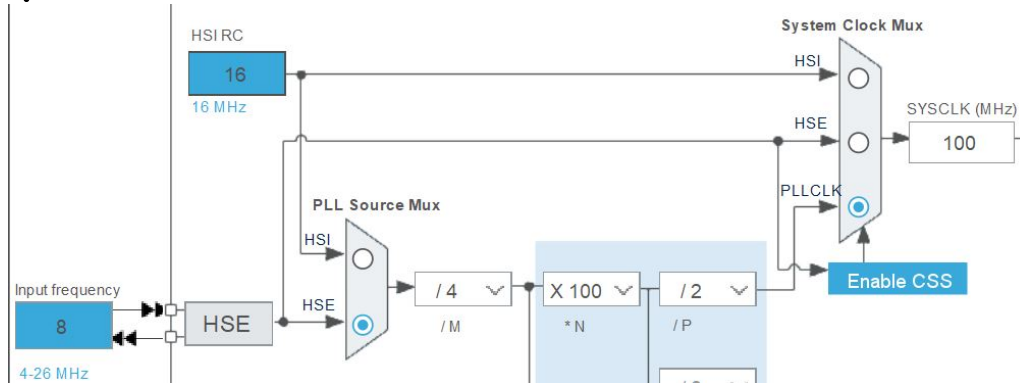 System Clock Mux
HSI RC
16
16 MHz
HSI
HSE
SYSCLK (MHz)
100
PLLCLK
PLL Source Mux
HSI
HSE
/ 4
/ M
X 100
* N
/ 2
/ P
Enable CSS
Input frequency
8
4-26 MHz
HSE